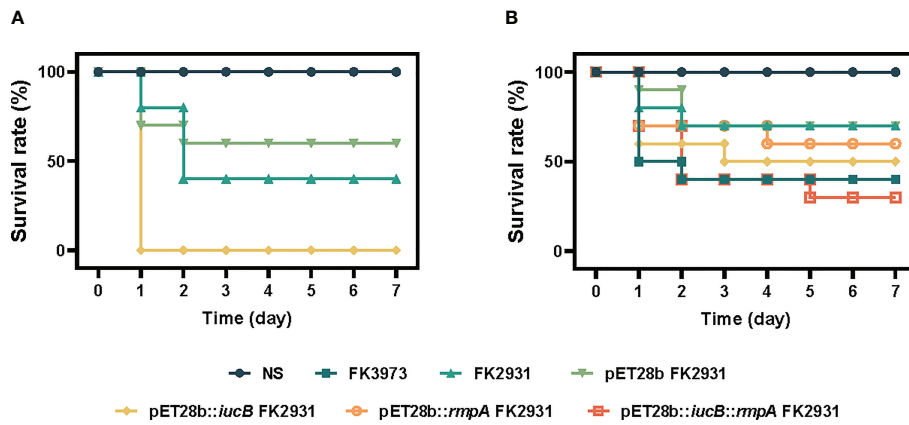 A
B
Survival rate (%)
100
50
0
0 1 2 3 4 5 6 7
Time (day)
Survival rate (%)
100
50
0
0 1 2 3 4 5 6 7
Time (day)
NS FK3973 FK2931 pET28b FK2931
pET28b::iucB FK2931 pET28b::rmpA FK2931 pET28b::iucB::rmpA FK2931